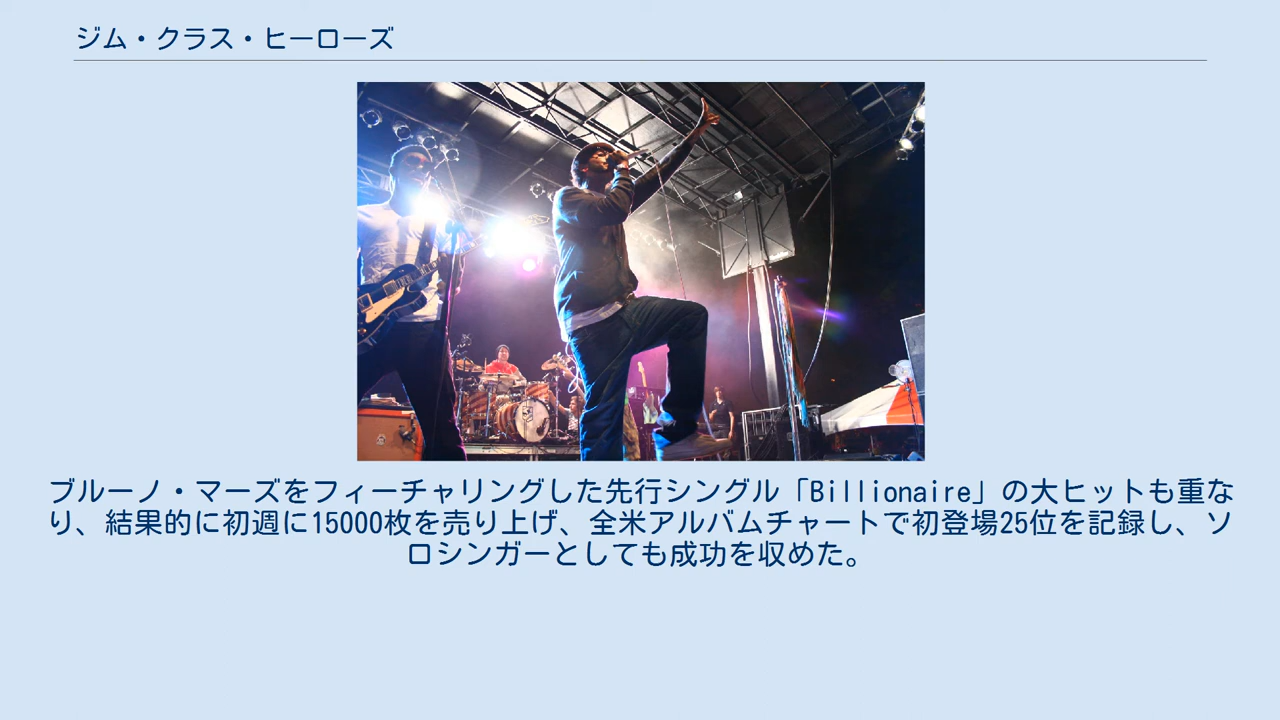 ジム・クラス・ヒーローズ
ブルーノ・マーズをフィーチャリングした先行シングル「Billionaire」の大ヒットも重な
り、結果的に初週に15000枚を売り上げ、全米アルバムチャートで初登場25位を記録し、ソ
ロシンガーとしても成功を収めた。